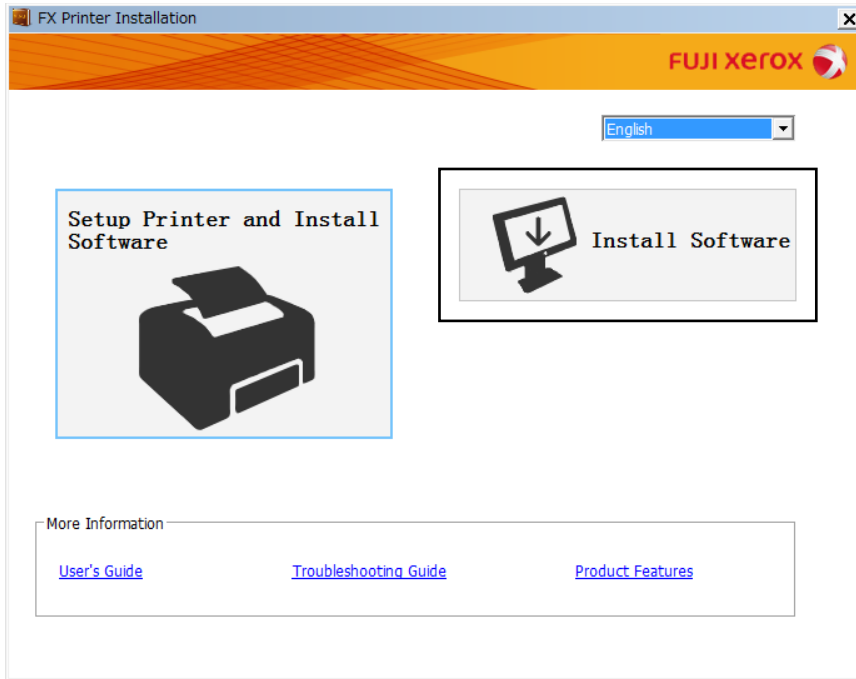 FX Printer Installation
FUJI xerox
English
Setup Printer and Install
Software
Install Software
More Information
User's Guide
Troubleshooting Guide
Product Features